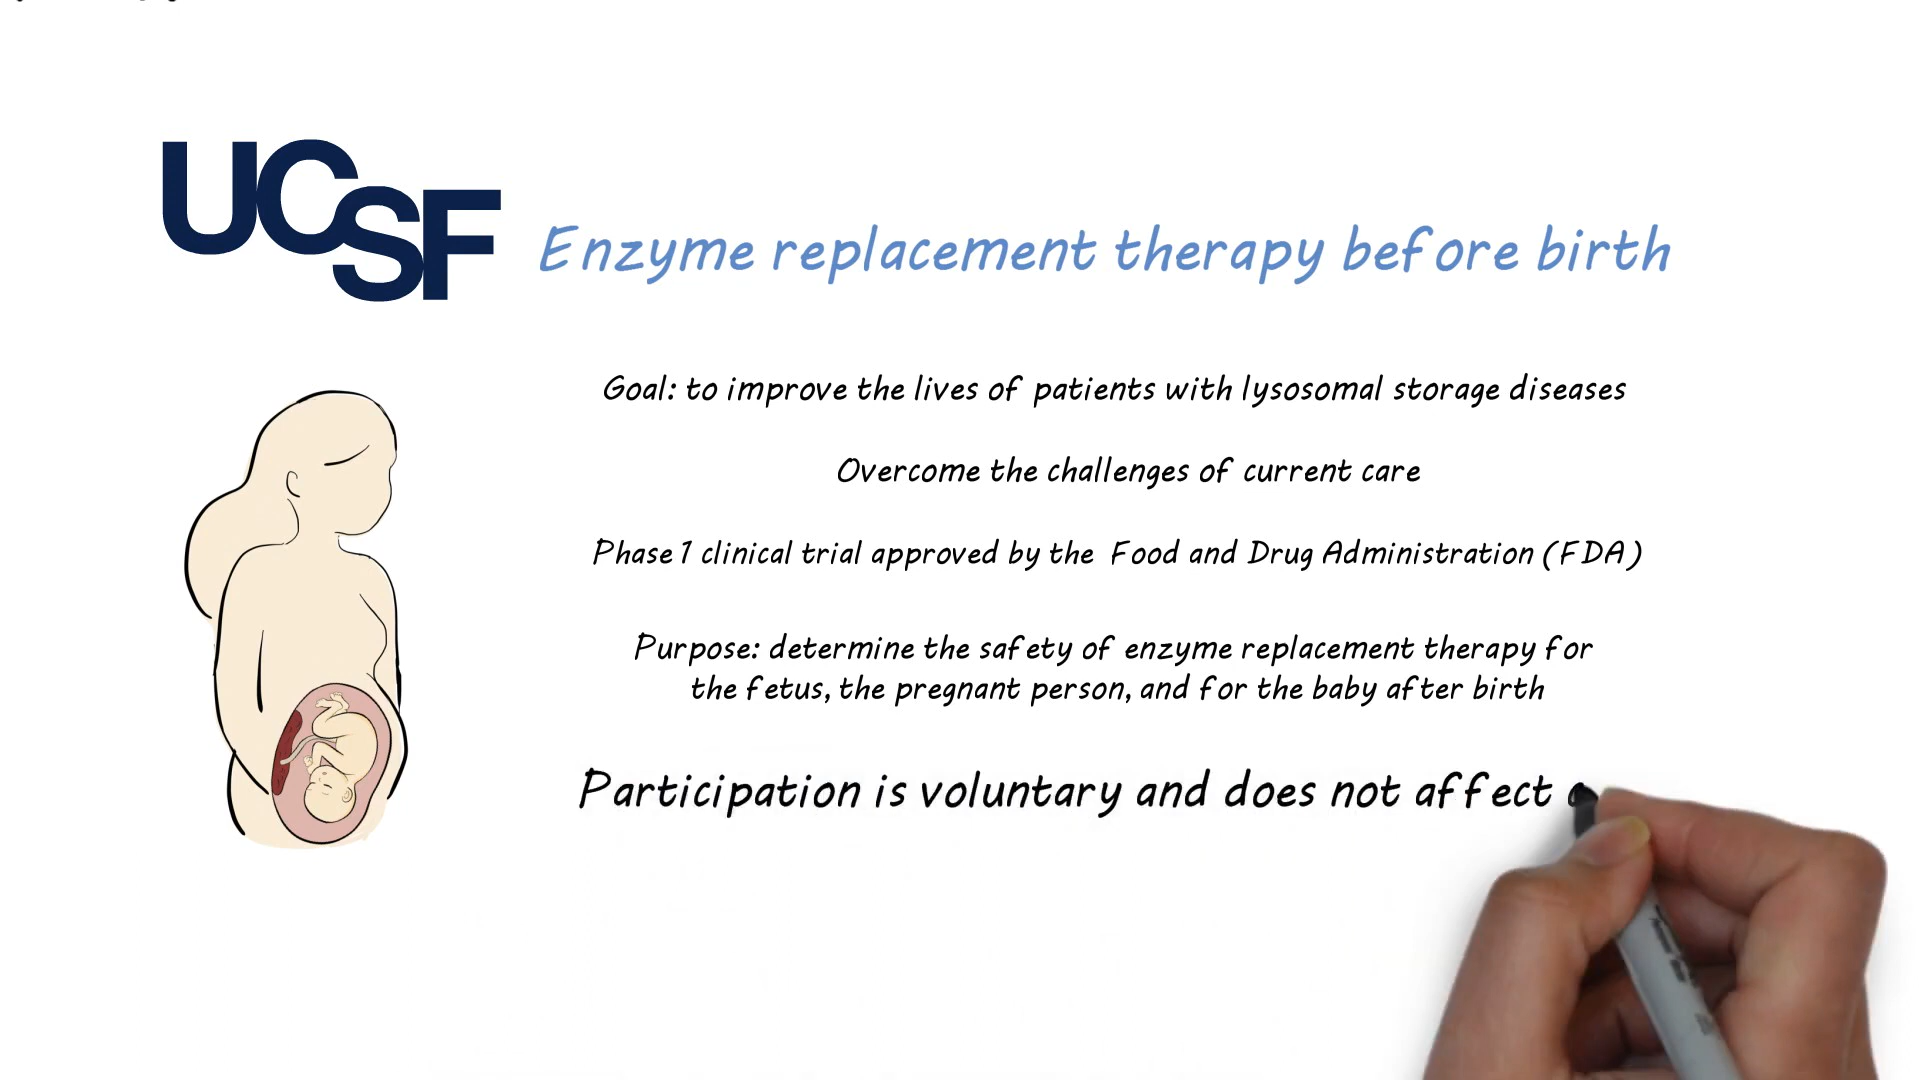 UCSF
Enzyme replacement therapy before birth
Goal: to improve the lives of patients with lysosomal storage diseases
Overcome the challenges of current care
Phase 1 clinical trial approved by the Food and Drug Administration (FDA)
Purpose: determine the safety of enzyme replacement therapy for
the fetus, the pregnant person, and for the baby after birth
Participation is voluntary and does not affect